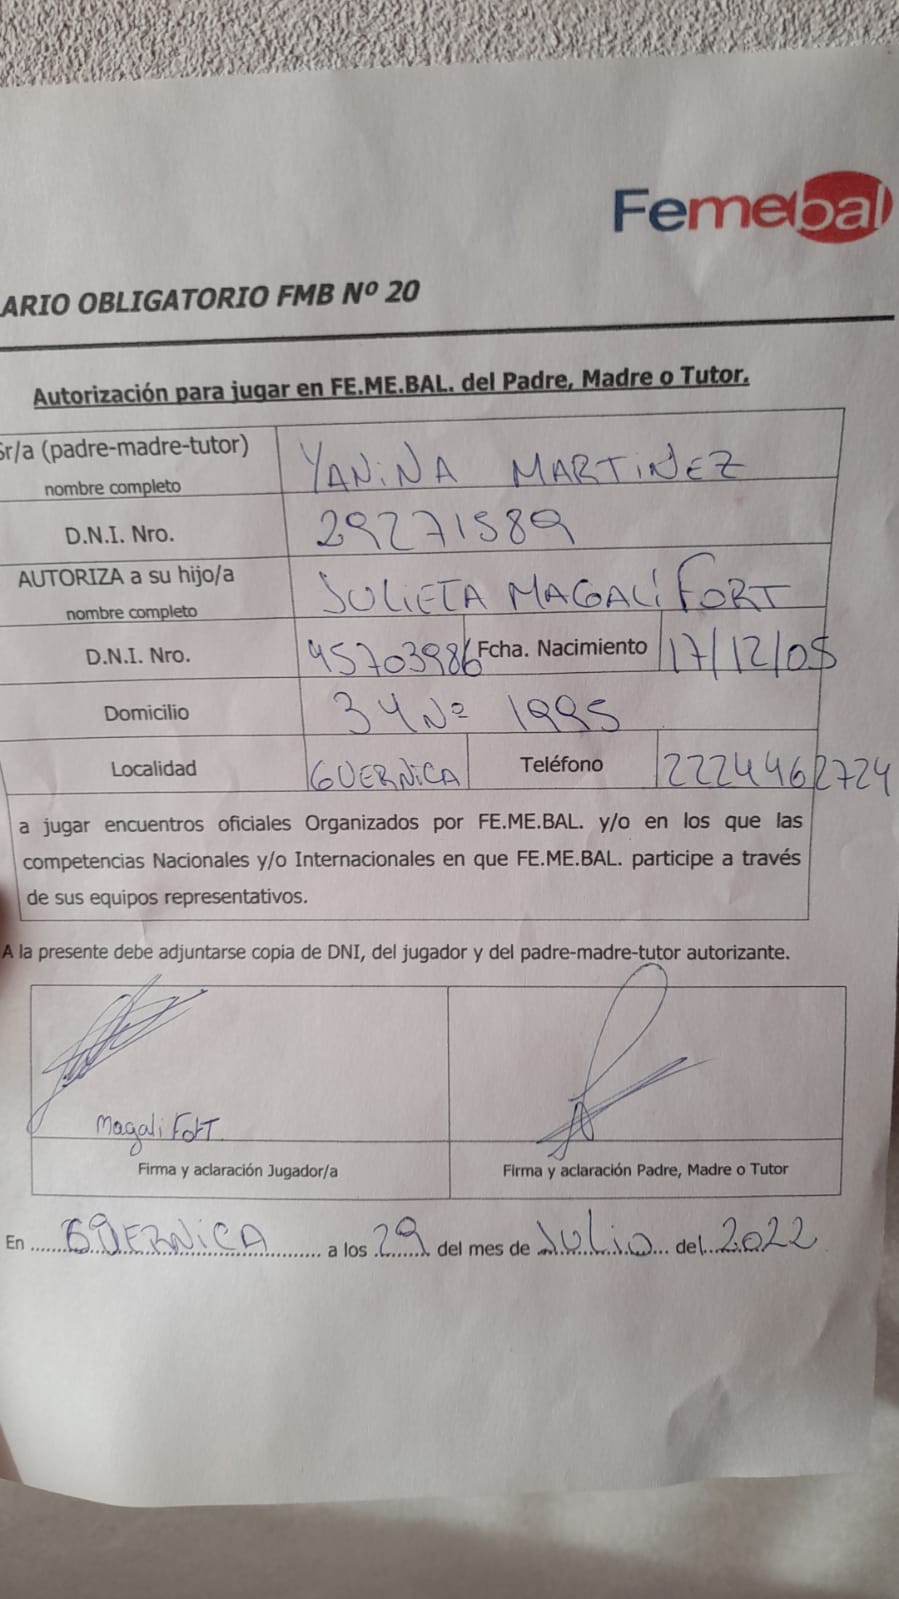 Femebal
ARIO OBLIGATORIO FMB Nº 20
Autorización para jugar en FE.ME.BAL. del Padre, Madre o Tutor.
Sr/a (padre-madre-tutor) YANINA MARTINEZ
nombre completo
D.N.I. Nro. 29271589
AUTORIZA a su hijo/a JULIETA MAGALÍ FORT
nombre completo
D.N.I. Nro. 45703986 Fcha. Nacimiento 17/12/05
Domicilio 34 Nº 1995
Localidad GUERNICA Teléfono 2224462724
a jugar encuentros oficiales Organizados por FE.ME.BAL. y/o en los que las
competencias Nacionales y/o Internacionales en que FE.ME.BAL. participe a través
de sus equipos representativos.
A la presente debe adjuntarse copia de DNI, del jugador y del padre-madre-tutor autorizante.
Magali Fort.
Firma y aclaración Jugador/a Firma y aclaración Padre, Madre o Tutor
En ...... GUERNICA ...... a los 29 del mes de Julio ... del 2022